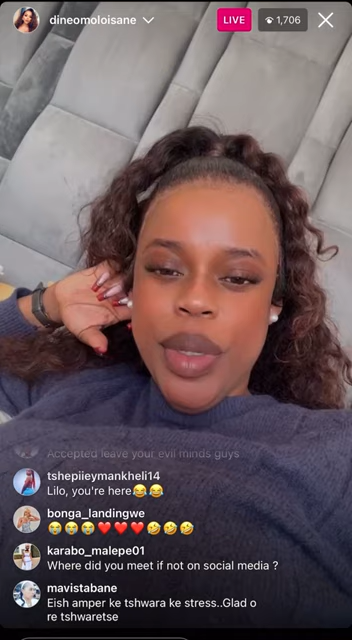 dineomoloisane
LIVE
1,706
Accepted leave your evil minds guys
tshepiieymankheli14
Lilo, you're here😂😂
bonga_landingwe
😭😭😭❤️❤️❤️🤣🤣🤣
karabo_malepe01
Where did you meet if not on social media ?
mavistabane
Eish amper ke tshwara ke stress..Glad o
re tshwaretse